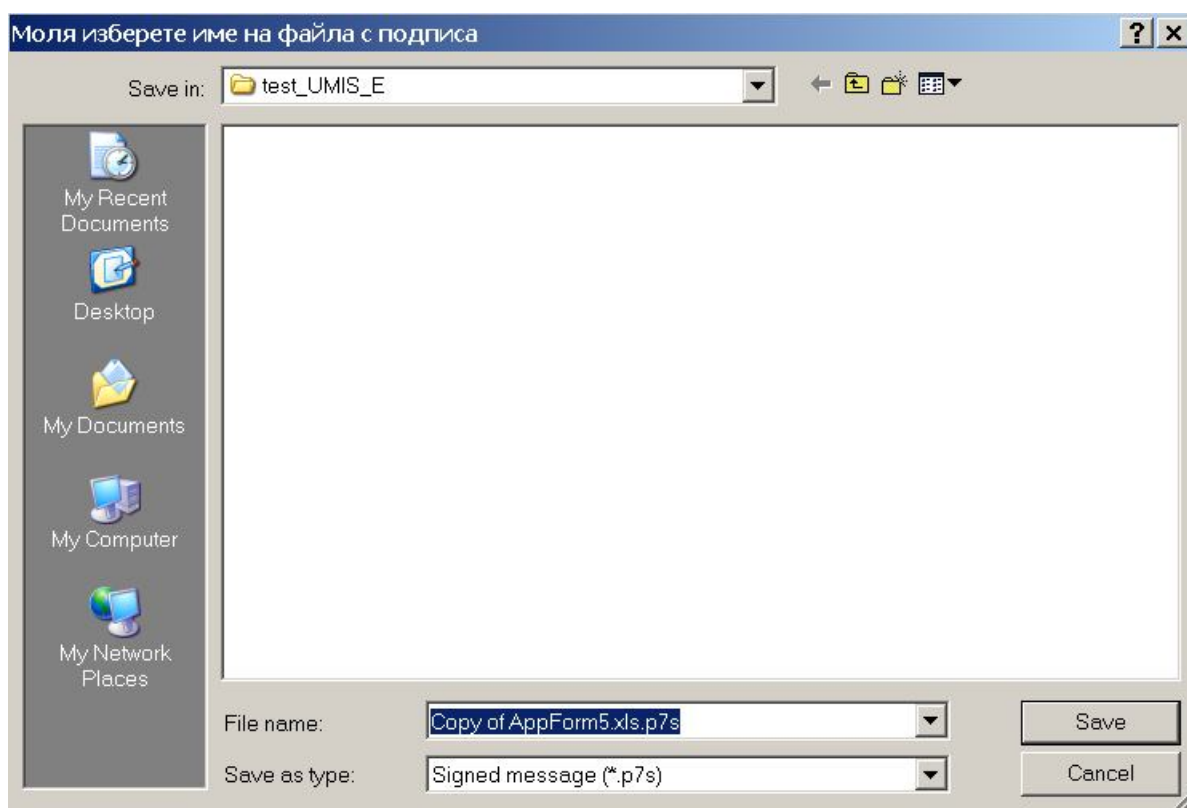 Моля изберете име на файла с подписа
Save in:
test_UMIS_E
My Recent
Documents
Desktop
My Documents
My Computer
My Network
Places
File name:
Copy of AppForm5.xls.p7s
Save
Save as type:
Signed message (*.p7s)
Cancel